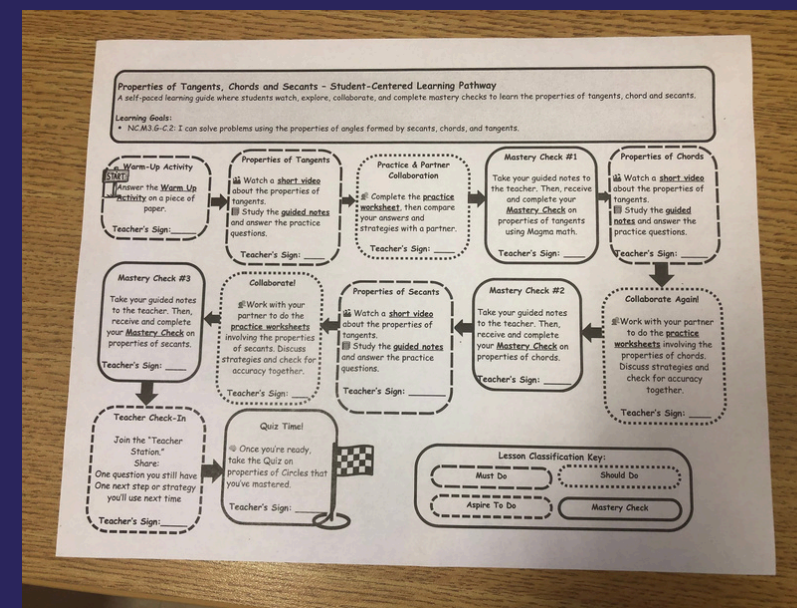 Properties of Tangents, Chords and Secants - Student-Centered Learning Pathway
A self-paced learning guide where students watch, explore, collaborate, and complete mastery checks to learn the properties of tangents, chord and secants.
Learning Goals:
• NC.M3.G-C.2: I can solve problems using the properties of angles formed by secants, chords, and tangents.
Warm-Up Activity
START!
Answer the Warm Up
Activity on a piece of
paper.
Teacher's Sign:_____
Properties of Tangents
Watch a short video
about the properties of
tangents.
Study the guided notes
and answer the practice
questions.
Teacher's Sign: ____
Practice & Partner
Collaboration
Complete the practice
worksheet, then compare
your answers and
strategies with a partner.
Teacher's Sign: ____
Mastery Check #1
Take your guided notes to
the teacher. Then, receive
and complete your
Mastery Check on
properties of tangents
using Magma math.
Teacher's Sign: _____
Properties of Chords
Watch a short video
about the properties of
tangents.
Study the guided
notes and answer the
practice questions.
Teacher's Sign: ____
Collaborate Again!
Work with your partner
to do the practice
worksheets involving the
properties of chords.
Discuss strategies and
check for accuracy
together.
Teacher's Sign: ____
Mastery Check #2
Take your guided notes
to the teacher. Then,
receive and complete
your Mastery Check on
properties of chords.
Teacher's Sign: _____
Properties of Secants
Watch a short video
about the properties of
tangents.
Study the guided notes
and answer the practice
questions.
Teacher's Sign: ______
Collaborate!
Work with your
partner to do the
practice worksheets
involving the properties
of secants. Discuss
strategies and check for
accuracy together.
Teacher's Sign: ____
Mastery Check #3
Take your guided notes
to the teacher. Then,
receive and complete
your Mastery Check on
properties of secants.
Teacher's Sign: _____
Teacher Check-In
Join the "Teacher
Station."
Share:
One question you still have
One next step or strategy
you'll use next time
Teacher's Sign:_____
Quiz Time!
Once you're ready,
take the Quiz on
properties of Circles that
you've mastered.
Teacher's Sign: _____
Lesson Classification Key:
Must Do
Should Do
Aspire To Do
Mastery Check